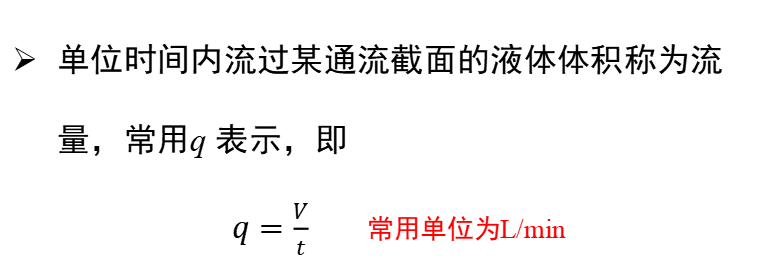 ➢ 单位时间内流过某通流截面的液体体积称为流
量，常用q 表示，即
q = V/t 常用单位为L/min